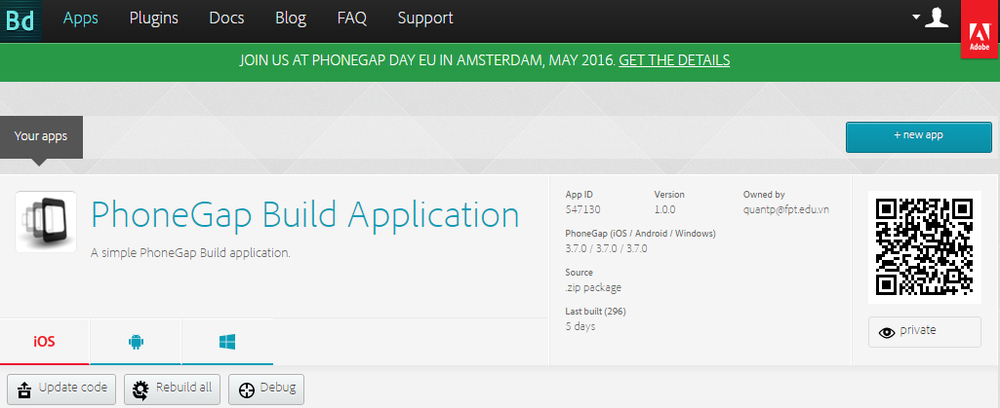 Bd Apps Plugins Docs Blog FAQ Support
Adobe
JOIN US AT PHONEGAP DAY EU IN AMSTERDAM, MAY 2016. GET THE DETAILS
Your apps
+ new app
PhoneGap Build Application
A simple PhoneGap Build application.
App ID Version Owned by
547130 1.0.0 quantp@fpt.edu.vn
PhoneGap (iOS / Android / Windows)
3.7.0 / 3.7.0 / 3.7.0
Source
.zip package
Last built (296)
5 days
private
iOS
Update code Rebuild all Debug